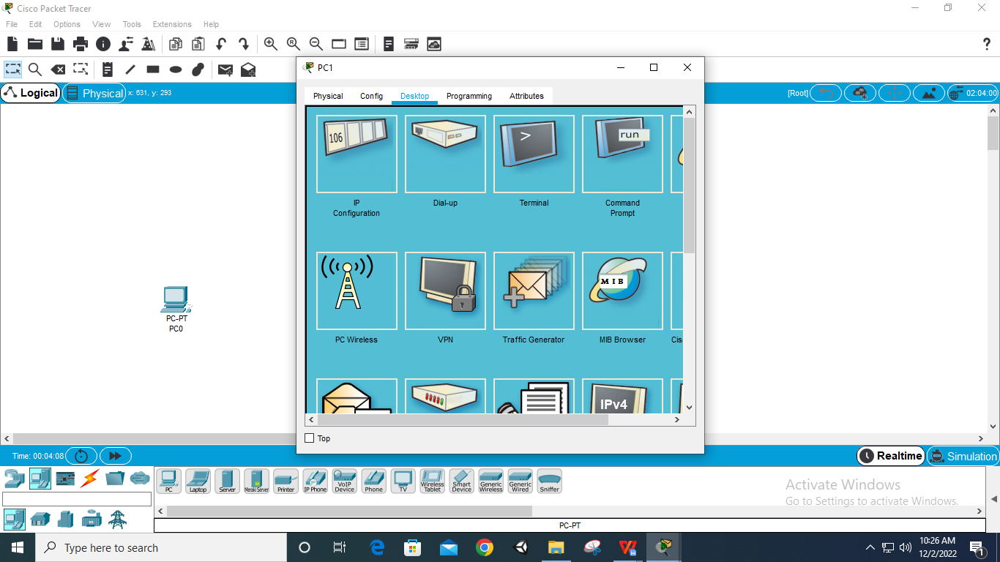 Cisco Packet Tracer
File Edit Options View Tools Extensions Help
PC1
Logical Physical x: 631, y: 293
[Root] 02:04:00
Physical Config Desktop Programming Attributes
106
>
run
IP
Configuration
Dial-up
Terminal
Command
Prompt
MIB
PC Wireless
VPN
Traffic Generator
MIB Browser
Cis
IPv4
Top
PC-PT
PC0
Time: 00:04:08
Realtime Simulation
IP
PC Laptop Server Meraki Server Printer IP Phone VoIP Device Phone TV Wireless Tablet Smart Device Generic Wireless Generic Wired Sniffer
Activate Windows
Go to Settings to activate Windows.
PC-PT
Type here to search
10:26 AM
12/2/2022
1